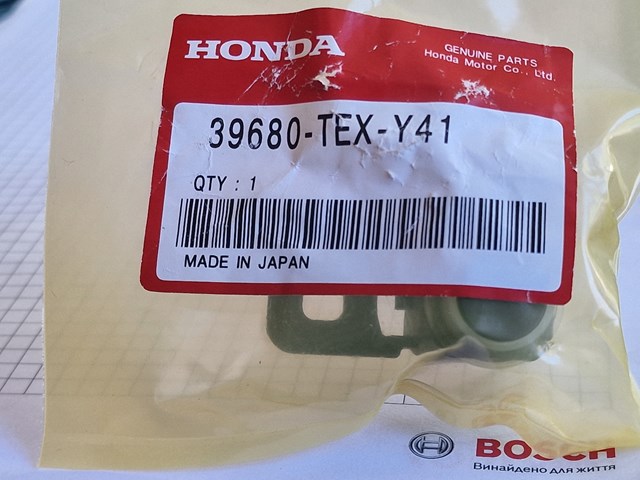 HONDA
GENUINE PARTS
Honda Motor Co., Ltd.
39680-TEX-Y41
QTY : 1
MADE IN JAPAN
BOSCH
Винайдено для життя